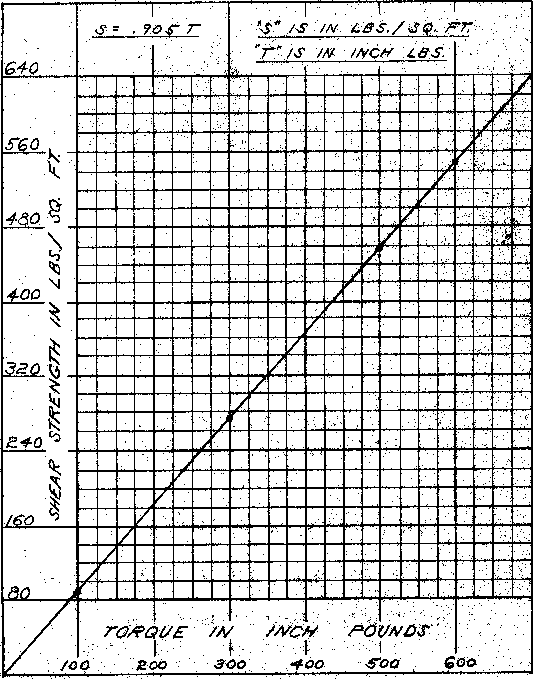 S = .905 T
"S" IS IN LBS./SQ. FT.
"T" IS IN INCH LBS.
640
560
480
400
320
240
160
80
SHEAR STRENGTH IN LBS./SQ. FT.
TORQUE IN INCH POUNDS
100 200 300 400 500 600